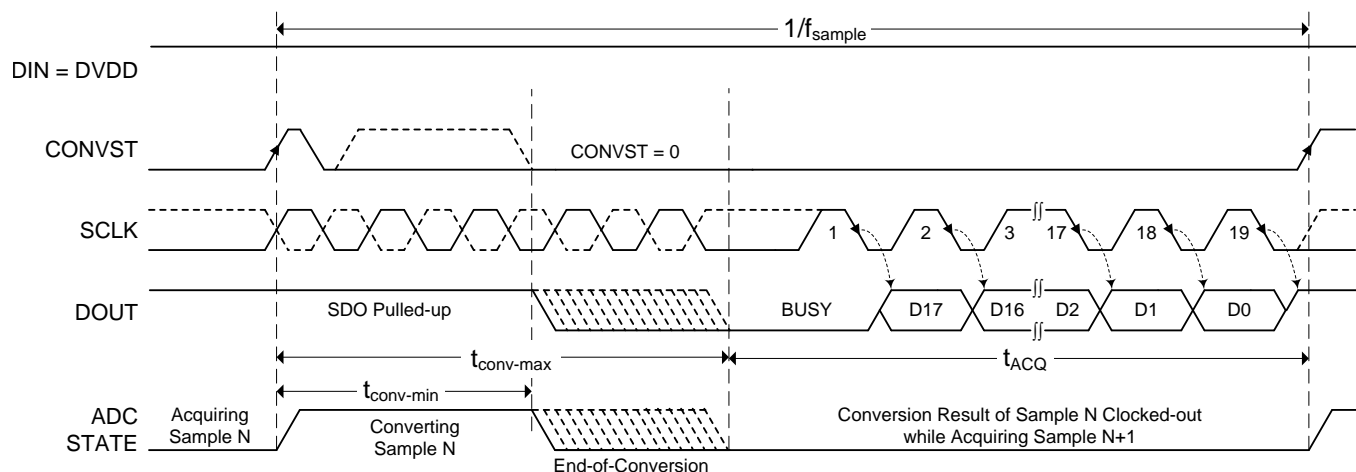 1/fsample
DIN = DVDD
CONVST
CONVST = 0
SCLK
1 2 3 ∫∫ 17 18 19
DOUT
SDO Pulled-up
BUSY D17 D16 ∫∫ D2 D1 D0
∫∫
tconv-max
tACQ
tconv-min
ADC
STATE
Acquiring
Sample N
Converting
Sample N
End-of-Conversion
Conversion Result of Sample N Clocked-out
while Acquiring Sample N+1